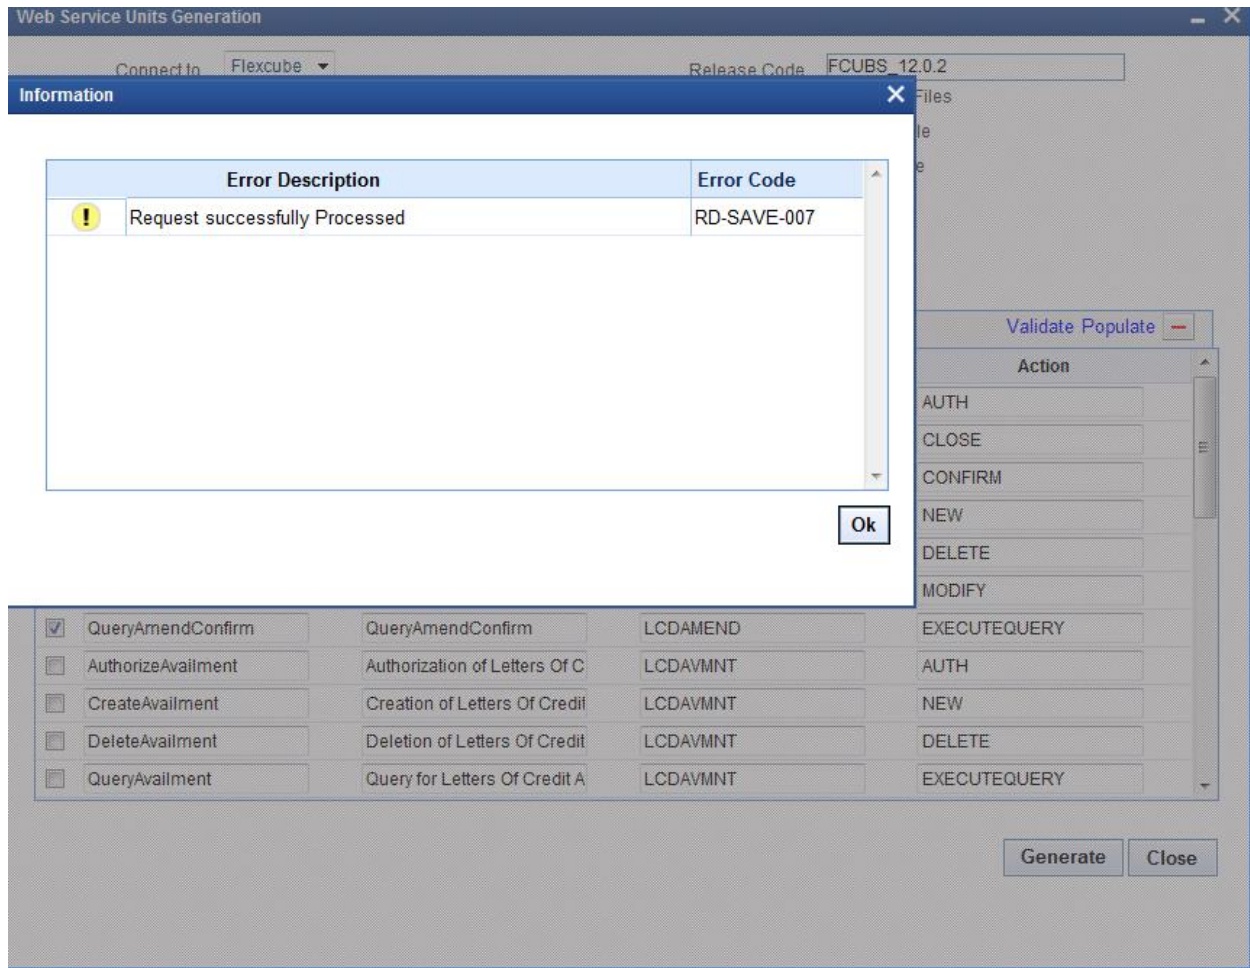 Web Service Units Generation
Connect to Flexcube Release Code FCUBS_12.0.2
Information Files
le
e
Error Description Error Code
! Request successfully Processed RD-SAVE-007
Validate Populate
Action
AUTH
CLOSE
CONFIRM
NEW
Ok
DELETE
MODIFY
QueryAmendConfirm QueryAmendConfirm LCDAMEND EXECUTEQUERY
AuthorizeAvailment Authorization of Letters Of C LCDAVMNT AUTH
CreateAvailment Creation of Letters Of Credit LCDAVMNT NEW
DeleteAvailment Deletion of Letters Of Credit LCDAVMNT DELETE
QueryAvailment Query for Letters Of Credit A LCDAVMNT EXECUTEQUERY
Generate Close